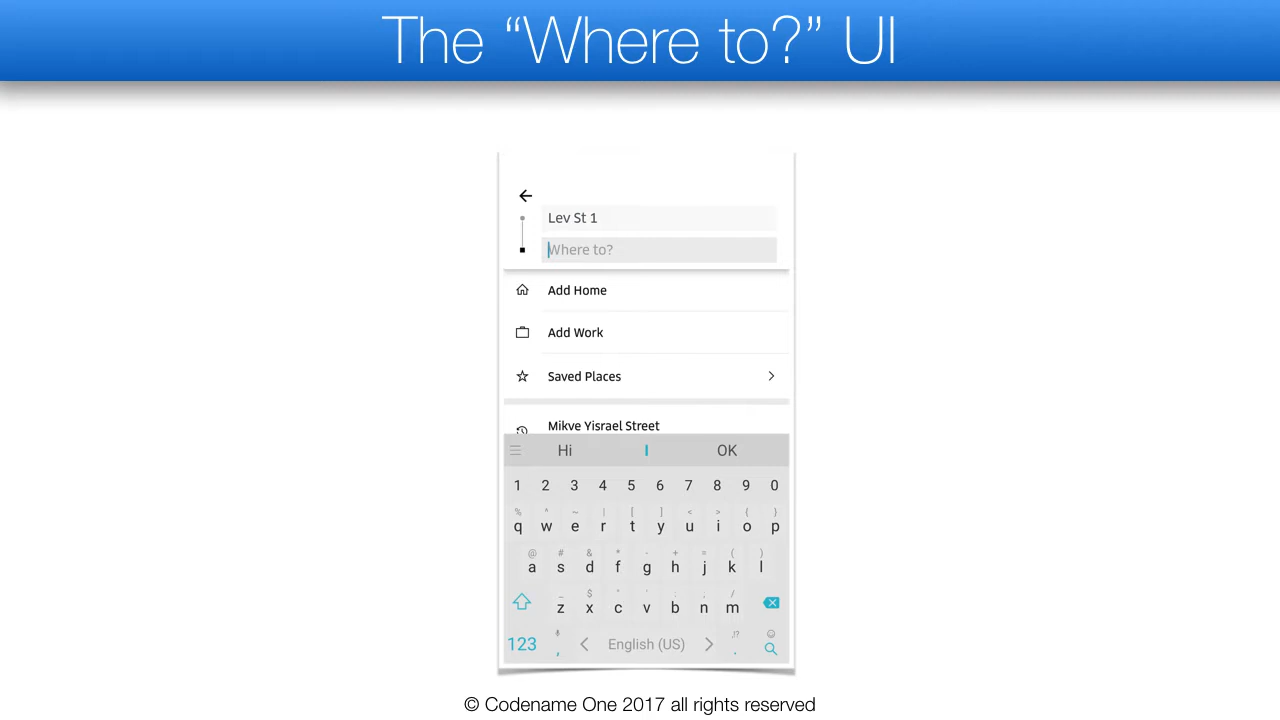 The “Where to?” UI
Lev St 1
Where to?
Add Home
Add Work
Saved Places
Mikve Yisrael Street
Hi I OK
1 2 3 4 5 6 7 8 9 0
% ^ ~ | [ ] < > { }
q w e r t y u i o p
@ # & * - + = ( )
a s d f g h j k l
_ $ " ' : ; /
z x c v b n m
123 , English (US) .
,!?
© Codename One 2017 all rights reserved